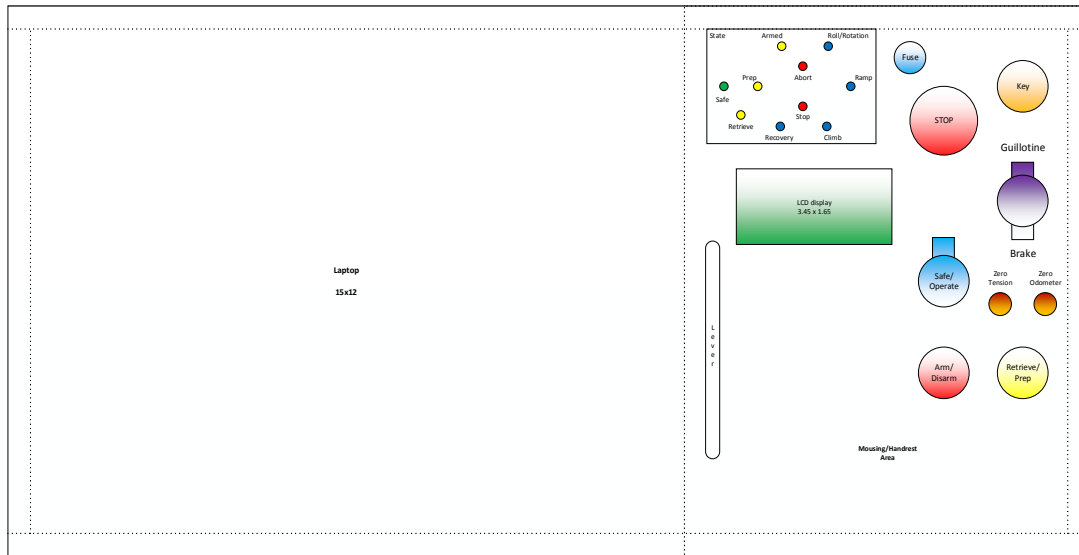 State
Armed
Roll/Rotation
Abort
Prep
Ramp
Safe
Stop
Retrieve
Recovery
Climb
Fuse
Key
STOP
Guillotine
LCD display
3.45 x 1.65
Brake
Safe/
Operate
Zero
Tension
Zero
Odometer
Laptop
15x12
Lever
Arm/
Disarm
Retrieve/
Prep
Mousing/Handrest
Area